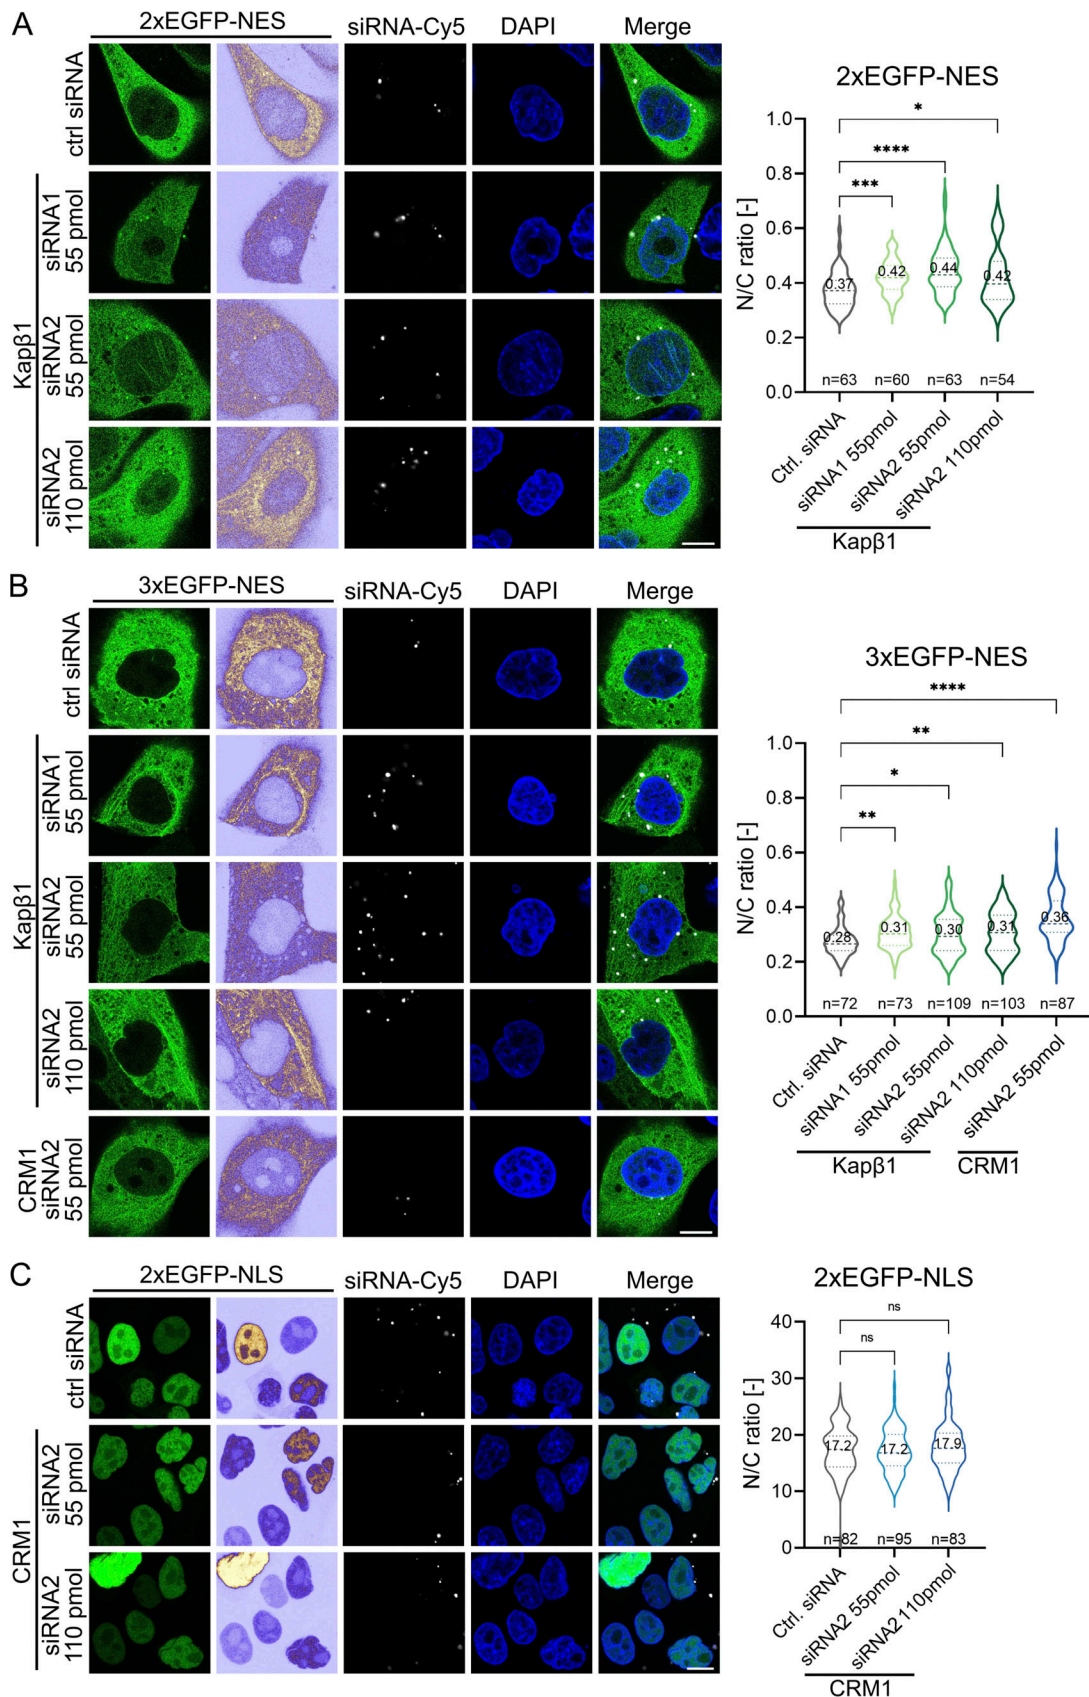 A
2xEGFP-NES
siRNA-Cy5
DAPI
Merge
ctrl siRNA
Kapβ1
siRNA1
55 pmol
siRNA2
55 pmol
siRNA2
110 pmol
2xEGFP-NES
N/C ratio [-]
1.0
0.8
0.6
0.4
0.2
0.0
*
****
***
0.37
0.42
0.44
0.42
n=63
n=60
n=63
n=54
Ctrl. siRNA
siRNA1 55pmol
siRNA2 55pmol
siRNA2 110pmol
Kapβ1
B
3xEGFP-NES
siRNA-Cy5
DAPI
Merge
ctrl siRNA
Kapβ1
siRNA1
55 pmol
siRNA2
55 pmol
siRNA2
110 pmol
CRM1
siRNA2
55 pmol
3xEGFP-NES
N/C ratio [-]
1.0
0.8
0.6
0.4
0.2
0.0
****
**
*
**
0.28
0.31
0.30
0.31
0.36
n=72
n=73
n=109
n=103
n=87
Ctrl. siRNA
siRNA1 55pmol
siRNA2 55pmol
siRNA2 110pmol
siRNA2 55pmol
Kapβ1
CRM1
C
2xEGFP-NLS
siRNA-Cy5
DAPI
Merge
ctrl siRNA
CRM1
siRNA2
55 pmol
siRNA2
110 pmol
2xEGFP-NLS
N/C ratio [-]
40
30
20
10
0
ns
ns
17.2
17.2
17.9
n=82
n=95
n=83
Ctrl. siRNA
siRNA2 55pmol
siRNA2 110pmol
CRM1